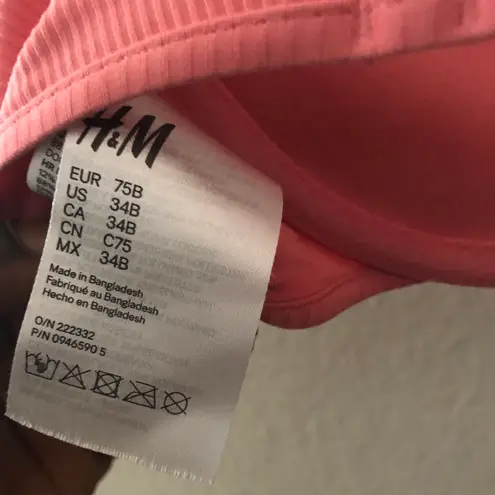 H&M
EUR 75B
US 34B
CA 34B
CN C75
MX 34B
Made in Bangladesh
Fabriqué au Bangladesh
Hecho en Bangladesh
O/N 222332
P/N 0946590 5